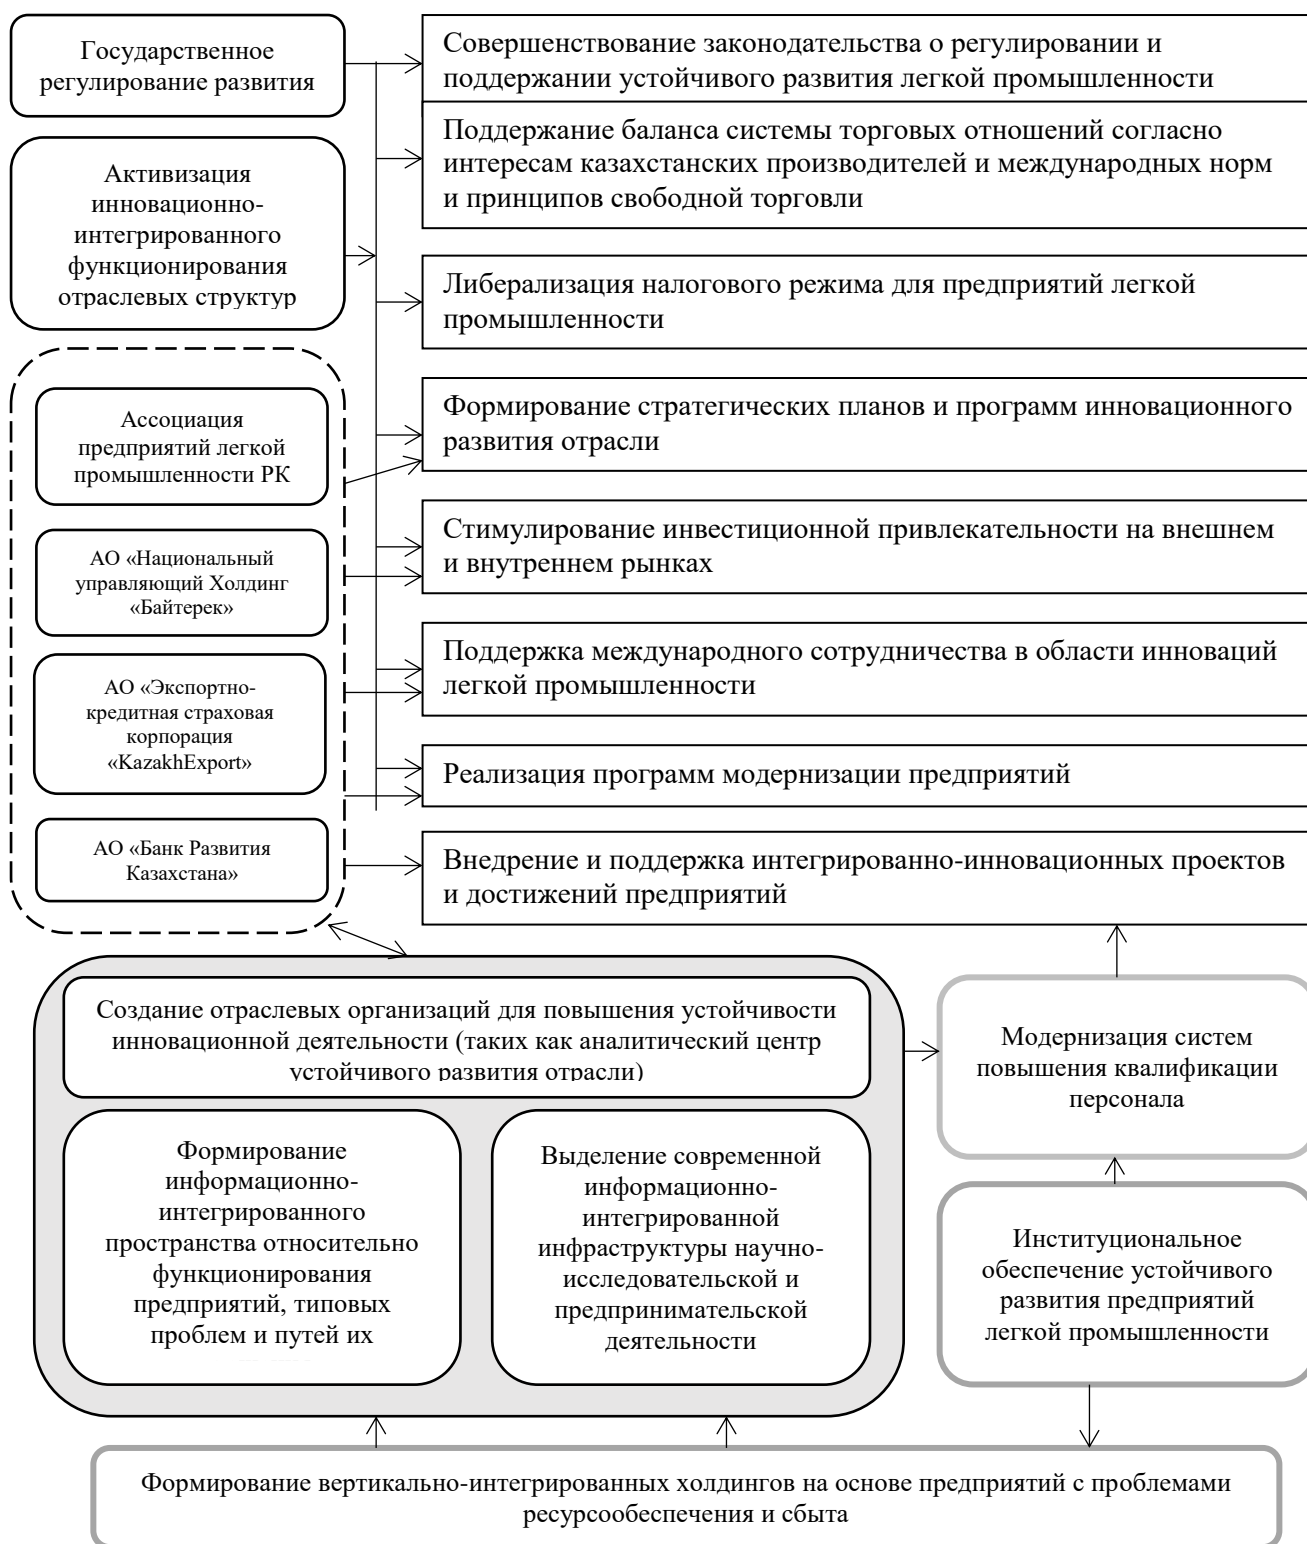 Государственное
регулирование развития
Совершенствование законодательства о регулировании и
поддержании устойчивого развития легкой промышленности
Активизация
инновационно-
интегрированного
функционирования
отраслевых структур
Поддержание баланса системы торговых отношений согласно
интересам казахстанских производителей и международных норм
и принципов свободной торговли
Либерализация налогового режима для предприятий легкой
промышленности
Формирование стратегических планов и программ инновационного
развития отрасли
Стимулирование инвестиционной привлекательности на внешнем
и внутреннем рынках
Поддержка международного сотрудничества в области инноваций
легкой промышленности
Реализация программ модернизации предприятий
Внедрение и поддержка интегрированно-инновационных проектов
и достижений предприятий
Ассоциация
предприятий легкой
промышленности РК
АО «Национальный
управляющий Холдинг
«Байтерек»
АО «Экспортно-
кредитная страховая
корпорация
«KazakhExport»
АО «Банк Развития
Казахстана»
Создание отраслевых организаций для повышения устойчивости
инновационной деятельности (таких как аналитический центр
устойчивого развития отрасли)
Формирование
информационно-
интегрированного
пространства относительно
функционирования
предприятий, типовых
проблем и путей их
Выделение современной
информационно-
интегрированной
инфраструктуры научно-
исследовательской и
предпринимательской
деятельности
Модернизация систем
повышения квалификации
персонала
Институциональное
обеспечение устойчивого
развития предприятий
легкой промышленности
Формирование вертикально-интегрированных холдингов на основе предприятий с проблемами
ресурсообеспечения и сбыта